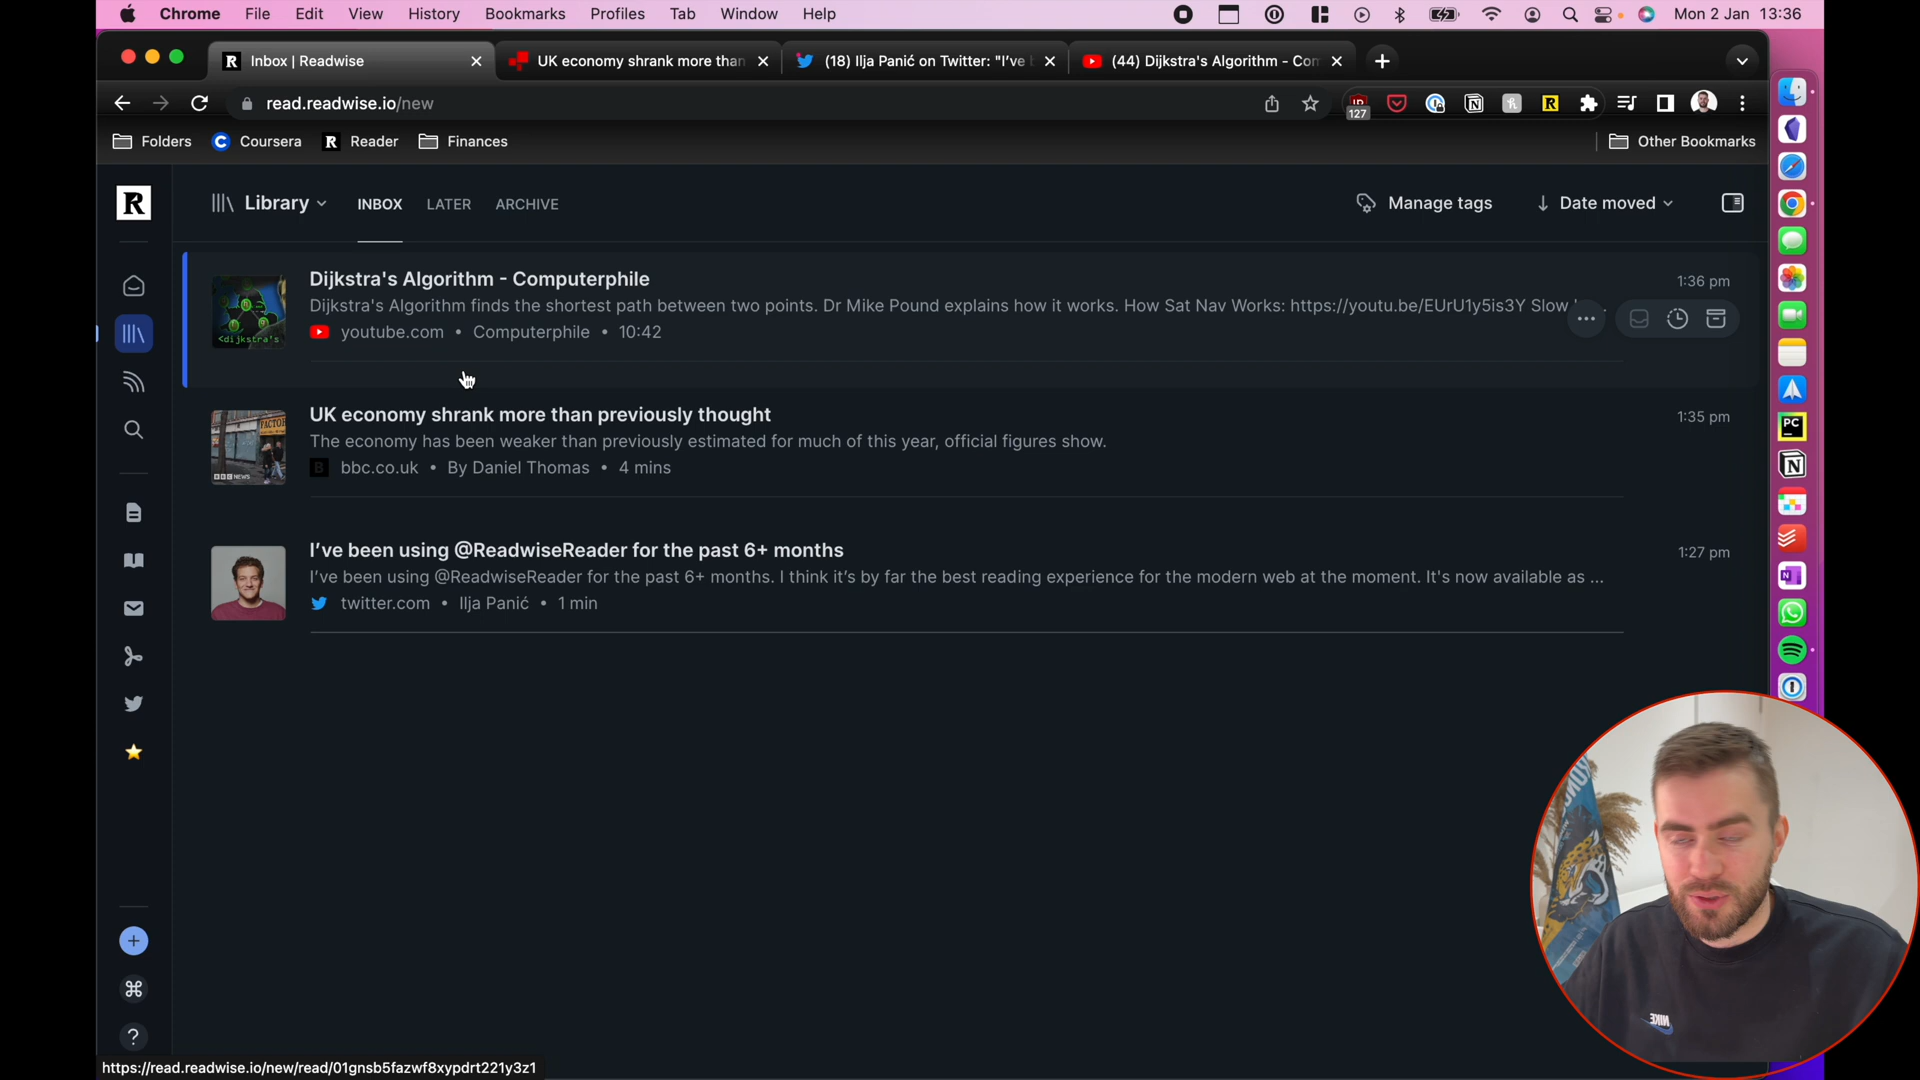 Chrome File Edit View History Bookmarks Profiles Tab Window Help Mon 2 Jan 13:36
Inbox | Readwise UK economy shrank more than (18) Ilja Panić on Twitter: "I've (44) Dijkstra's Algorithm - Com
read.readwise.io/new 127
Folders Coursera Reader Finances Other Bookmarks
Library INBOX LATER ARCHIVE Manage tags Date moved
Dijkstra's Algorithm - Computerphile 1:36 pm
Dijkstra's Algorithm finds the shortest path between two points. Dr Mike Pound explains how it works. How Sat Nav Works: https://youtu.be/EUrU1y5is3Y Slow
youtube.com • Computerphile • 10:42
UK economy shrank more than previously thought 1:35 pm
The economy has been weaker than previously estimated for much of this year, official figures show.
bbc.co.uk • By Daniel Thomas • 4 mins
I've been using @ReadwiseReader for the past 6+ months 1:27 pm
I've been using @ReadwiseReader for the past 6+ months. I think it's by far the best reading experience for the modern web at the moment. It's now available as ...
twitter.com • Ilja Panić • 1 min
https://read.readwise.io/new/read/01gnsb5fazwf8xypdrt221y3z1